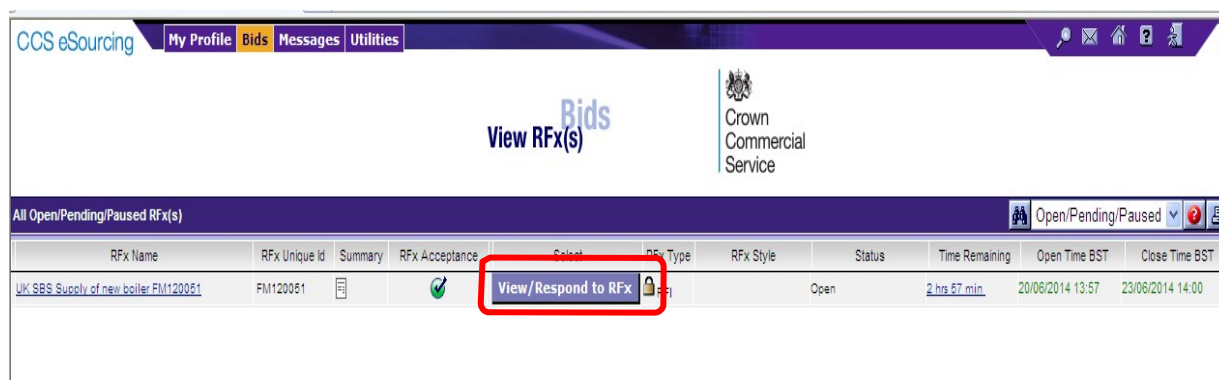 CCS eSourcing
My Profile Bids Messages Utilities
Bids
View RFx(s)
Crown
Commercial
Service
All Open/Pending/Paused RFx(s) Open/Pending/Paused
RFx Name RFx Unique Id Summary RFx Acceptance Select RFx Type RFx Style Status Time Remaining Open Time BST Close Time BST
UK SBS Supply of new boiler FM120051 FM120051 View/Respond to RFx RFI Open 2 hrs 57 min 20/06/2014 13:57 23/06/2014 14:00